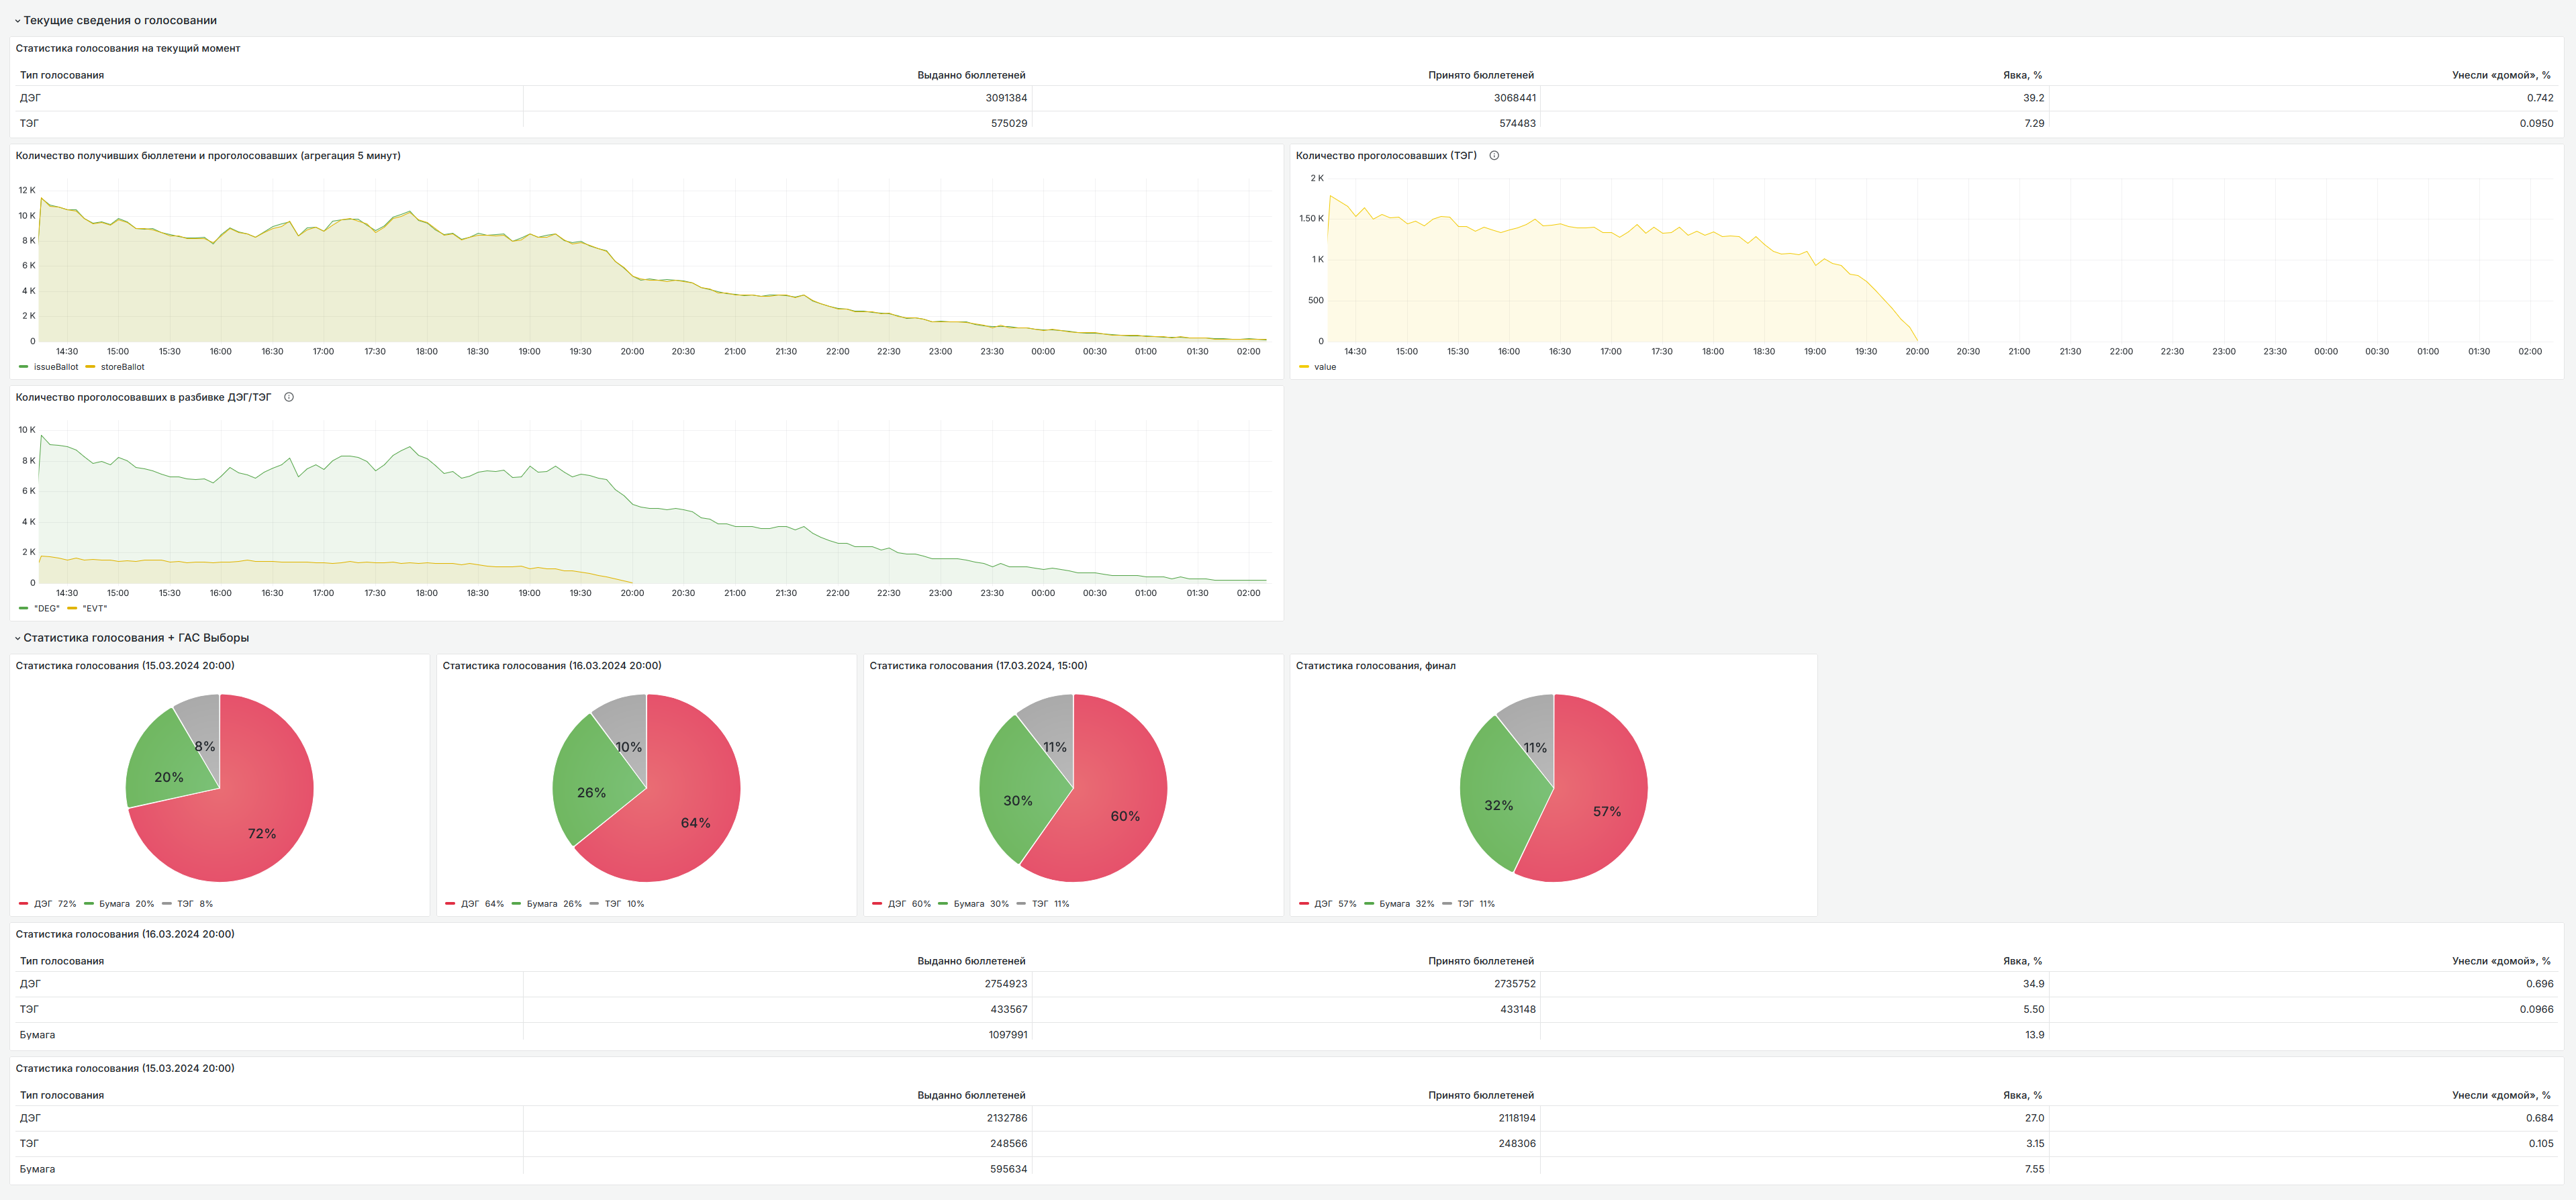 Текущие сведения о голосовании
Статистика голосования на текущий момент
Тип голосования Выданно бюллетеней Принято бюллетеней Явка, % Унесли «домой», %
ДЭГ 3091384 3068441 39.2 0.742
ТЭГ 575029 574483 7.29 0.0950
Количество получивших бюллетени и проголосовавших (агрегация 5 минут)
12 K
10 K
8 K
6 K
4 K
2 K
0
14:30 15:00 15:30 16:00 16:30 17:00 17:30 18:00 18:30 19:00 19:30 20:00 20:30 21:00 21:30 22:00 22:30 23:00 23:30 00:00 00:30 01:00 01:30 02:00
issueBallot storeBallot
Количество проголосовавших (ТЭГ)
2 K
1.50 K
1 K
500
0
14:30 15:00 15:30 16:00 16:30 17:00 17:30 18:00 18:30 19:00 19:30 20:00 20:30 21:00 21:30 22:00 22:30 23:00 23:30 00:00 00:30 01:00 01:30 02:00
value
Количество проголосовавших в разбивке ДЭГ/ТЭГ
10 K
8 K
6 K
4 K
2 K
0
14:30 15:00 15:30 16:00 16:30 17:00 17:30 18:00 18:30 19:00 19:30 20:00 20:30 21:00 21:30 22:00 22:30 23:00 23:30 00:00 00:30 01:00 01:30 02:00
"DEG" "EVT"
Статистика голосования + ГАС Выборы
Статистика голосования (15.03.2024 20:00)
8%
20%
72%
ДЭГ 72% Бумага 20% ТЭГ 8%
Статистика голосования (16.03.2024 20:00)
10%
26%
64%
ДЭГ 64% Бумага 26% ТЭГ 10%
Статистика голосования (17.03.2024, 15:00)
11%
30%
60%
ДЭГ 60% Бумага 30% ТЭГ 11%
Статистика голосования, финал
11%
32%
57%
ДЭГ 57% Бумага 32% ТЭГ 11%
Статистика голосования (16.03.2024 20:00)
Тип голосования Выданно бюллетеней Принято бюллетеней Явка, % Унесли «домой», %
ДЭГ 2754923 2735752 34.9 0.696
ТЭГ 433567 433148 5.50 0.0966
Бумага 1097991 13.9
Статистика голосования (15.03.2024 20:00)
Тип голосования Выданно бюллетеней Принято бюллетеней Явка, % Унесли «домой», %
ДЭГ 2132786 2118194 27.0 0.684
ТЭГ 248566 248306 3.15 0.105
Бумага 595634 7.55